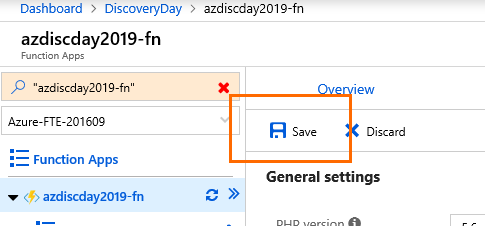 Dashboard > DiscoveryDay > azdiscday2019-fn
azdiscday2019-fn
Function Apps
"azdiscday2019-fn"
Overview
Azure-FTE-201609
Save
Discard
Function Apps
General settings
azdiscday2019-fn
PHP version